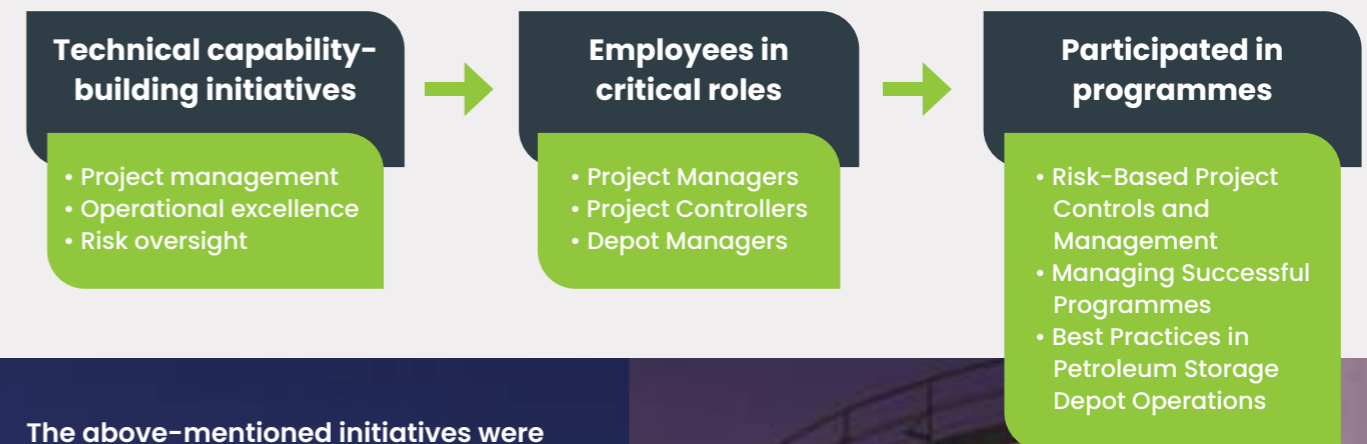 Technical capability-
building initiatives
• Project management
• Operational excellence
• Risk oversight
Employees in
critical roles
• Project Managers
• Project Controllers
• Depot Managers
Participated in
programmes
• Risk-Based Project
Controls and
Management
• Managing Successful
Programmes
• Best Practices in
Petroleum Storage
Depot Operations
The above-mentioned initiatives were